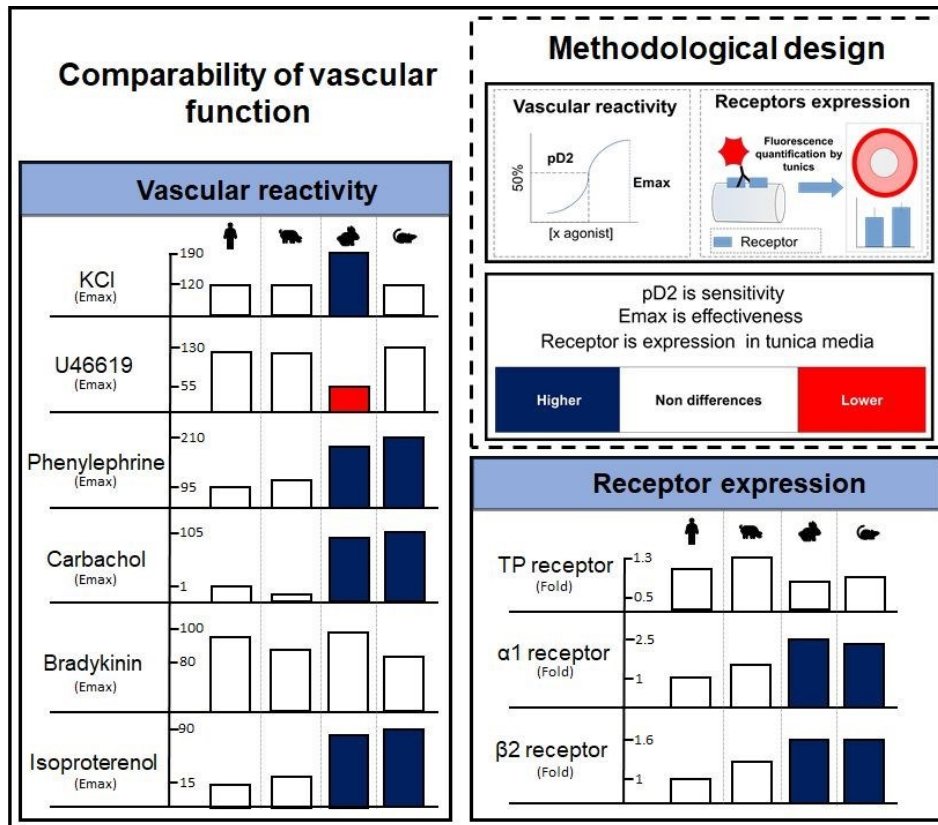 Comparability of vascular
function
Vascular reactivity
KCl
(Emax)
190
120
U46619
(Emax)
130
55
Phenylephrine
(Emax)
210
95
Carbachol
(Emax)
105
1
Bradykinin
(Emax)
100
80
Isoproterenol
(Emax)
90
15
Methodological design
Vascular reactivity
50%
pD2
Emax
[x agonist]
Receptors expression
Fluorescence
quantification by
tunics
Receptor
pD2 is sensitivity
Emax is effectiveness
Receptor is expression in tunica media
Higher
Non differences
Lower
Receptor expression
TP receptor
(Fold)
1.3
0.5
α1 receptor
(Fold)
2.5
1
β2 receptor
(Fold)
1.6
1